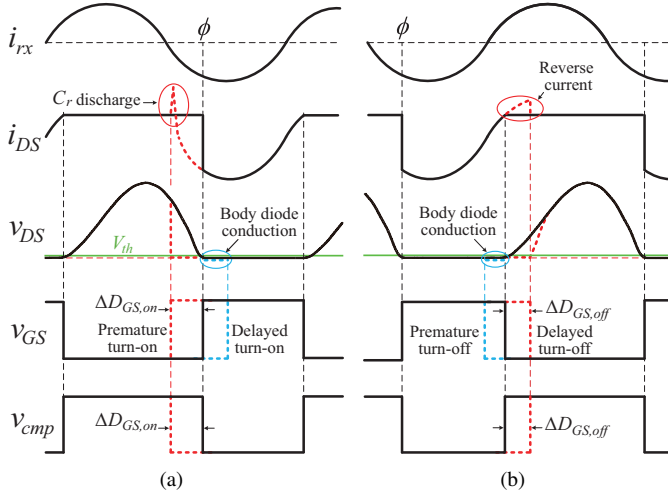 ϕ
ϕ
i_rx
C_r discharge
Reverse
current
i_DS
Body diode
conduction
Body diode
conduction
v_DS
V_th
ΔD_GS,on
ΔD_GS,off
v_GS
Premature
turn-on
Delayed
turn-on
Premature
turn-off
Delayed
turn-off
v_cmp
ΔD_GS,on
ΔD_GS,off
(a)
(b)